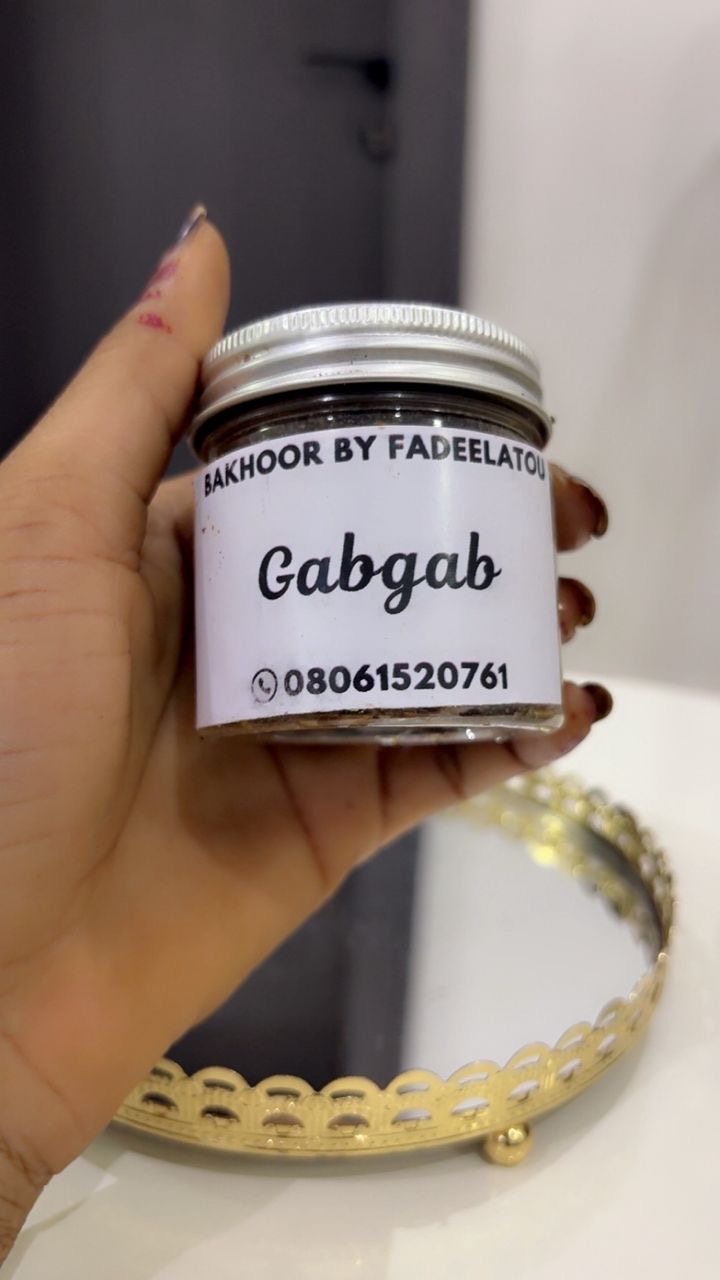 BAKHOOR BY FADEELATOU
Gabgab
08061520761